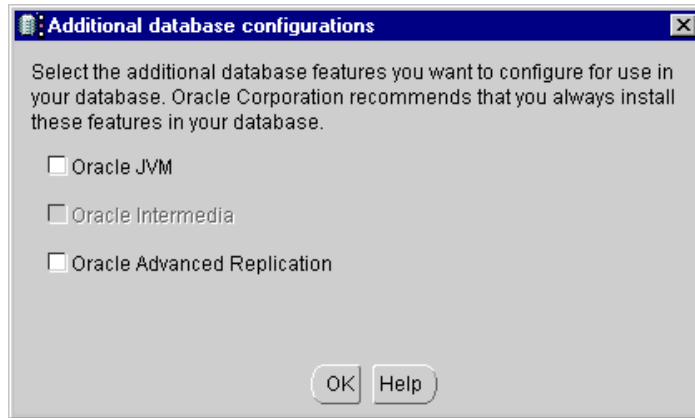 Additional database configurations
Select the additional database features you want to configure for use in
your database. Oracle Corporation recommends that you always install
these features in your database.
Oracle JVM
Oracle Intermedia
Oracle Advanced Replication
OK Help